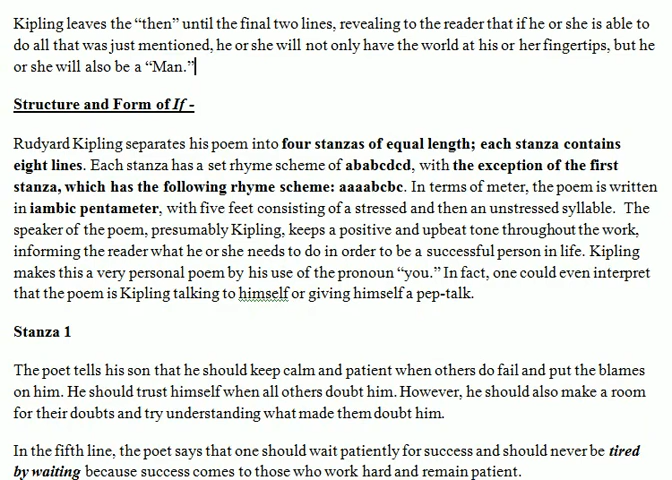 Kipling leaves the “then” until the final two lines, revealing to the reader that if he or she is able to
do all that was just mentioned, he or she will not only have the world at his or her fingertips, but he
or she will also be a “Man.”
Structure and Form of If -
Rudyard Kipling separates his poem into four stanzas of equal length; each stanza contains
eight lines. Each stanza has a set rhyme scheme of ababcdcd, with the exception of the first
stanza, which has the following rhyme scheme: aaaabcbc. In terms of meter, the poem is written
in iambic pentameter, with five feet consisting of a stressed and then an unstressed syllable. The
speaker of the poem, presumably Kipling, keeps a positive and upbeat tone throughout the work,
informing the reader what he or she needs to do in order to be a successful person in life. Kipling
makes this a very personal poem by his use of the pronoun “you.” In fact, one could even interpret
that the poem is Kipling talking to himself or giving himself a pep-talk.
Stanza 1
The poet tells his son that he should keep calm and patient when others do fail and put the blames
on him. He should trust himself when all others doubt him. However, he should also make a room
for their doubts and try understanding what made them doubt him.
In the fifth line, the poet says that one should wait patiently for success and should never be tired
by waiting because success comes to those who work hard and remain patient.